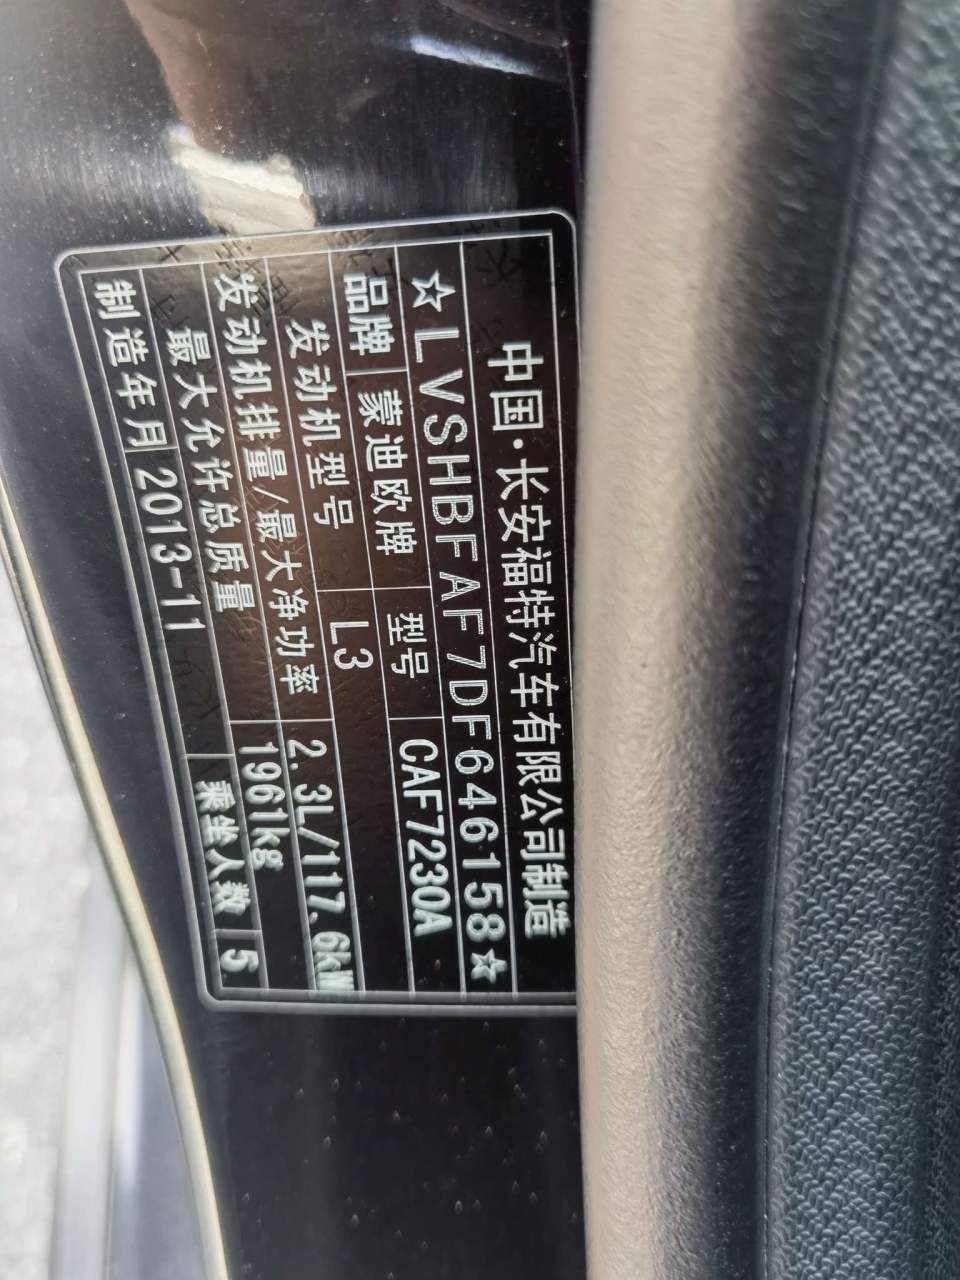 中国·长安福特汽车有限公司制造
☆LVSHBFAF7DF646158☆
品牌 蒙迪欧牌 型号 CAF7230A
发动机型号 L3
发动机排量/最大净功率 2.3L/117.6kW
最大允许总质量 1961kg
制造年月 2013-11 乘坐人数 5